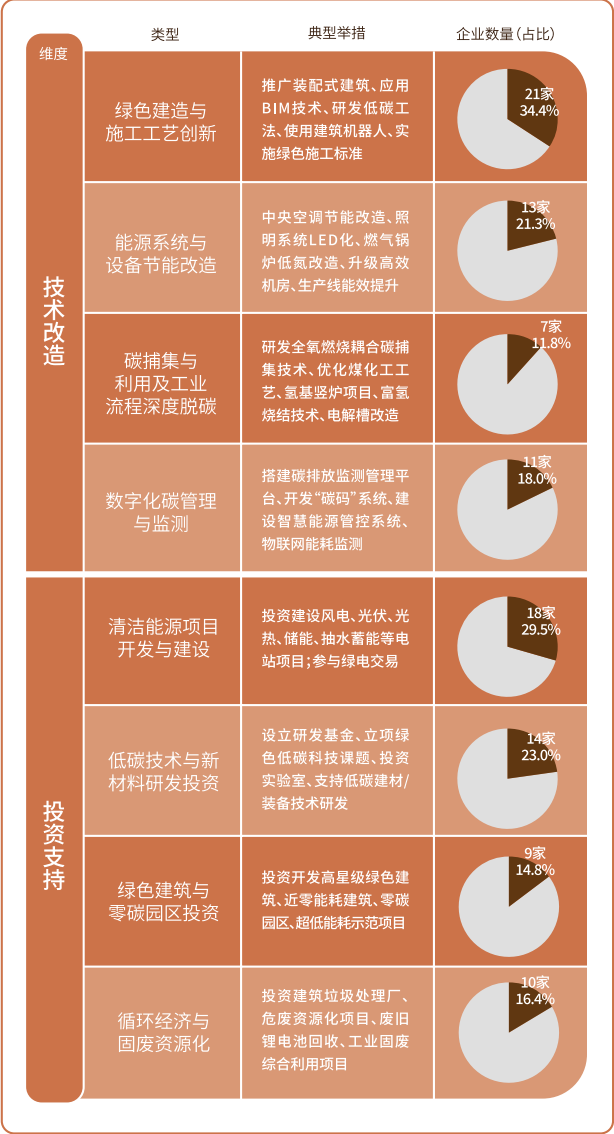 维度
类型
典型举措
企业数量（占比）
技术改造
绿色建造与
施工工艺创新
推广装配式建筑、应用
BIM技术、研发低碳工
法、使用建筑机器人、实
施绿色施工标准
21家
34.4%
能源系统与
设备节能改造
中央空调节能改造、照
明系统LED化、燃气锅
炉低氮改造、升级高效
机房、生产线能效提升
13家
21.3%
碳捕集与
利用及工业
流程深度脱碳
研发全氧燃烧耦合碳捕
集技术、优化煤化工工
艺、氢基竖炉项目、富氢
烧结技术、电解槽改造
7家
11.8%
数字化碳管理
与监测
搭建碳排放监测管理平
台、开发“碳码”系统、建
设智慧能源管控系统、
物联网能耗监测
11家
18.0%
投资支持
清洁能源项目
开发与建设
投资建设风电、光伏、光
热、储能、抽水蓄能等电
站项目；参与绿电交易
18家
29.5%
低碳技术与新
材料研发投资
设立研发基金、立项绿
色低碳科技课题、投资
实验室、支持低碳建材/
装备技术研发
14家
23.0%
绿色建筑与
零碳园区投资
投资开发高星级绿色建
筑、近零能耗建筑、零碳
园区、超低能耗示范项目
9家
14.8%
循环经济与
固废资源化
投资建筑垃圾处理厂、
危废资源化项目、废旧
锂电池回收、工业固废
综合利用项目
10家
16.4%